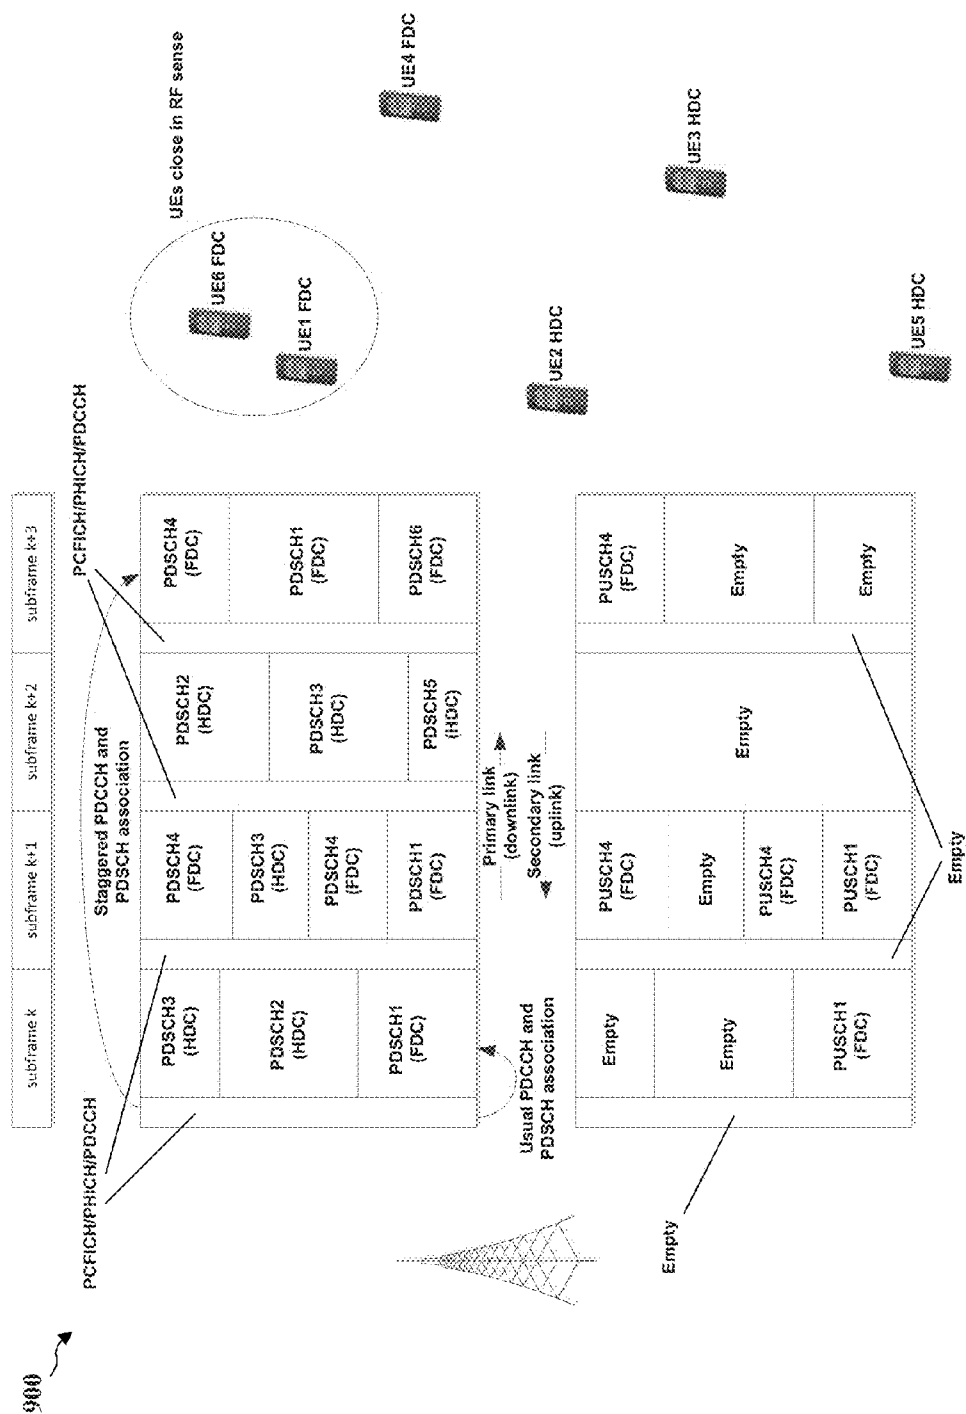 900
PCFICH/PHICH/PDCCH
PCFICH/PHICH/PDCCH
subframe k
subframe k+1
subframe k+2
subframe k+3
Staggered PDCCH and
PDSCH association
PDSCH3
(HDC)
PDSCH2
(HDC)
PDSCH1
(FDC)
PDSCH4
(FDC)
PDSCH3
(HDC)
PDSCH4
(FDC)
PDSCH1
(FDC)
PDSCH2
(HDC)
PDSCH3
(HDC)
PDSCH5
(HDC)
PDSCH4
(FDC)
PDSCH1
(FDC)
PDSCH6
(FDC)
Usual PDCCH and
PDSCH association
Primary link
(downlink)
Secondary link
(uplink)
Empty
Empty
Empty
PUSCH1
(FDC)
PUSCH4
(FDC)
Empty
PUSCH4
(FDC)
PUSCH1
(FDC)
Empty
PUSCH4
(FDC)
Empty
Empty
Empty
UEs close in RF sense
UE6 FDC
UE1 FDC
UE4 FDC
UE2 HDC
UE3 HDC
UE5 HDC